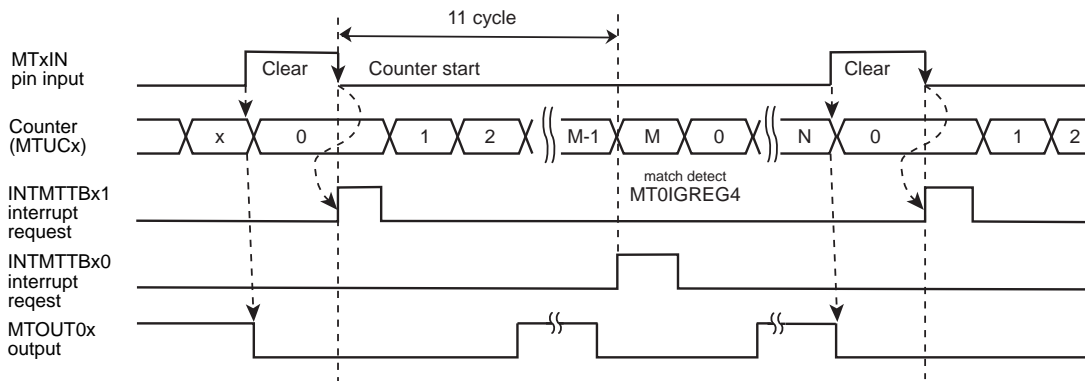 11 cycle
MTxIN
pin input
Clear
Counter start
Clear
Counter
(MTUCx)
x 0 1 2 M-1 M 0 N 0 1 2
match detect
MT0IGREG4
INTMTTBx1
interrupt
request
INTMTTBx0
interrupt
reqest
MTOUT0x
output